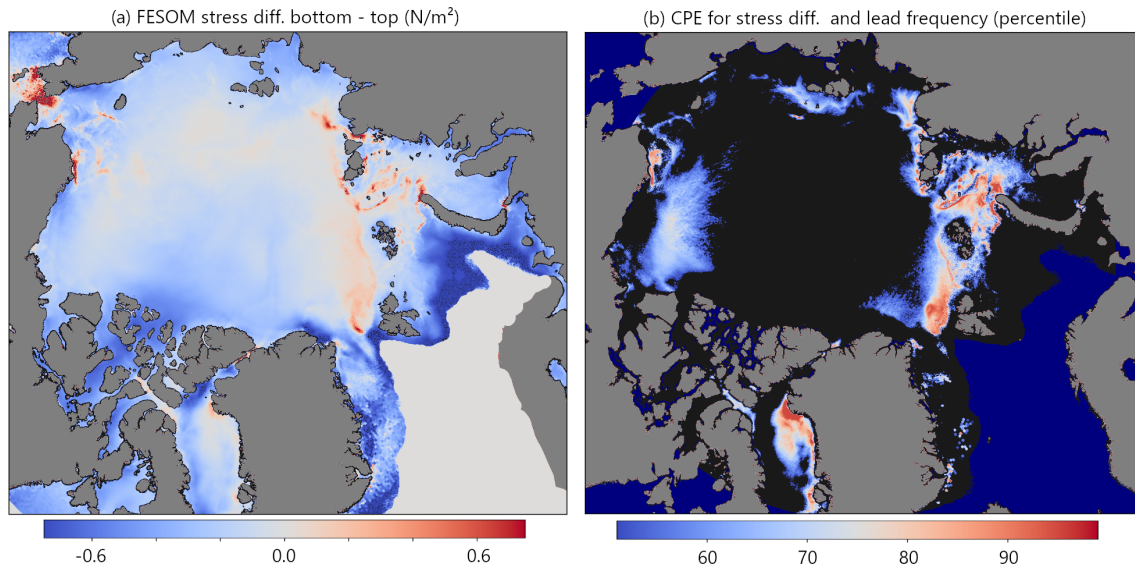 (a) FESOM stress diff. bottom - top (N/m²)
(b) CPE for stress diff.  and lead frequency (percentile)
-0.6 0.0 0.6
60 70 80 90